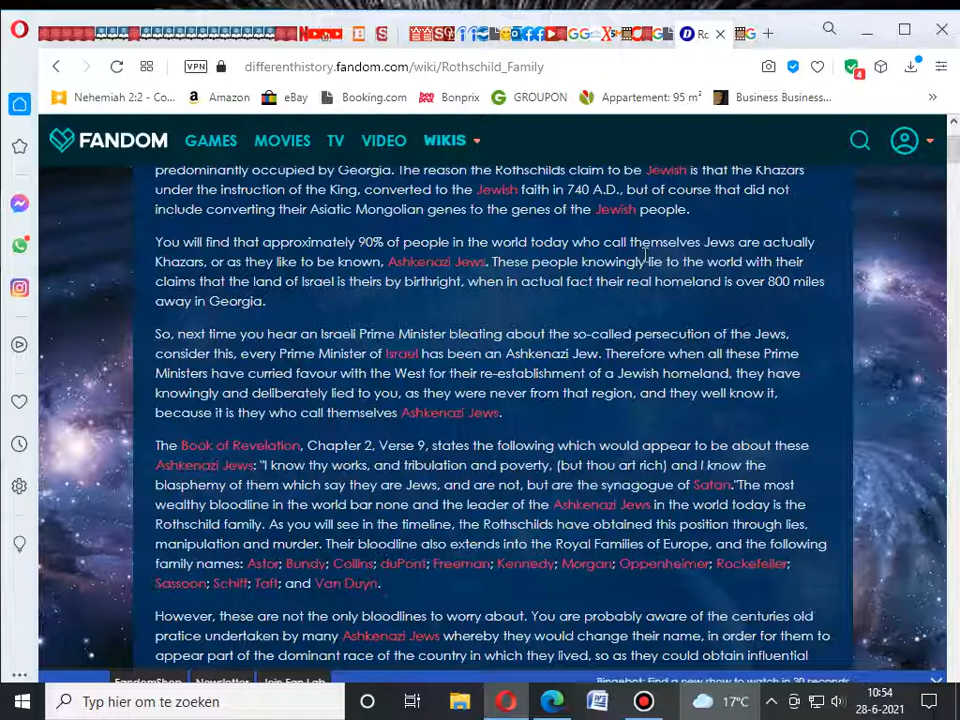 Nehemiah 2:2 - Co...
Amazon
eBay
Booking.com
bon prix
Bonprix
GROUPON
Appartement: 95 m²
Business Business...
VPN
differenthistory.fandom.com/wiki/Rothschild_Family
4
FANDOM
GAMES
MOVIES
TV
VIDEO
WIKIS
predominantly occupied by Georgia. The reason the Rothschilds claim to be Jewish is that the Khazars
under the instruction of the King, converted to the Jewish faith in 740 A.D., but of course that did not
include converting their Asiatic Mongolian genes to the genes of the Jewish people.
You will find that approximately 90% of people in the world today who call themselves Jews are actually
Khazars, or as they like to be known, Ashkenazi Jews. These people knowingly lie to the world with their
claims that the land of Israel is theirs by birthright, when in actual fact their real homeland is over 800 miles
away in Georgia.
So, next time you hear an Israeli Prime Minister bleating about the so-called persecution of the Jews,
consider this, every Prime Minister of Israel has been an Ashkenazi Jew. Therefore when all these Prime
Ministers have curried favour with the West for their re-establishment of a Jewish homeland, they have
knowingly and deliberately lied to you, as they were never from that region, and they well know it,
because it is they who call themselves Ashkenazi Jews.
The Book of Revelation, Chapter 2, Verse 9, states the following which would appear to be about these
Ashkenazi Jews: "I know thy works, and tribulation and poverty, (but thou art rich) and I know the
blasphemy of them which say they are Jews, and are not, but are the synagogue of Satan."The most
wealthy bloodline in the world bar none and the leader of the Ashkenazi Jews in the world today is the
Rothschild family. As you will see in the timeline, the Rothschilds have obtained this position through lies,
manipulation and murder. Their bloodline also extends into the Royal Families of Europe, and the following
family names: Astor; Bundy; Collins; duPont; Freeman; Kennedy; Morgan; Oppenheimer; Rockefeller;
Sassoon; Schiff; Taft; and Van Duyn.
However, these are not the only bloodlines to worry about. You are probably aware of the centuries old
pratice undertaken by many Ashkenazi Jews whereby they would change their name, in order for them to
appear part of the dominant race of the country in which they lived, so as they could obtain influential
FandomShop
Newsletter
Join Fan Lab
Bingebot: Find a new show to watch in 30 seconds
Typ hier om te zoeken
17°C
10:54
28-6-2021